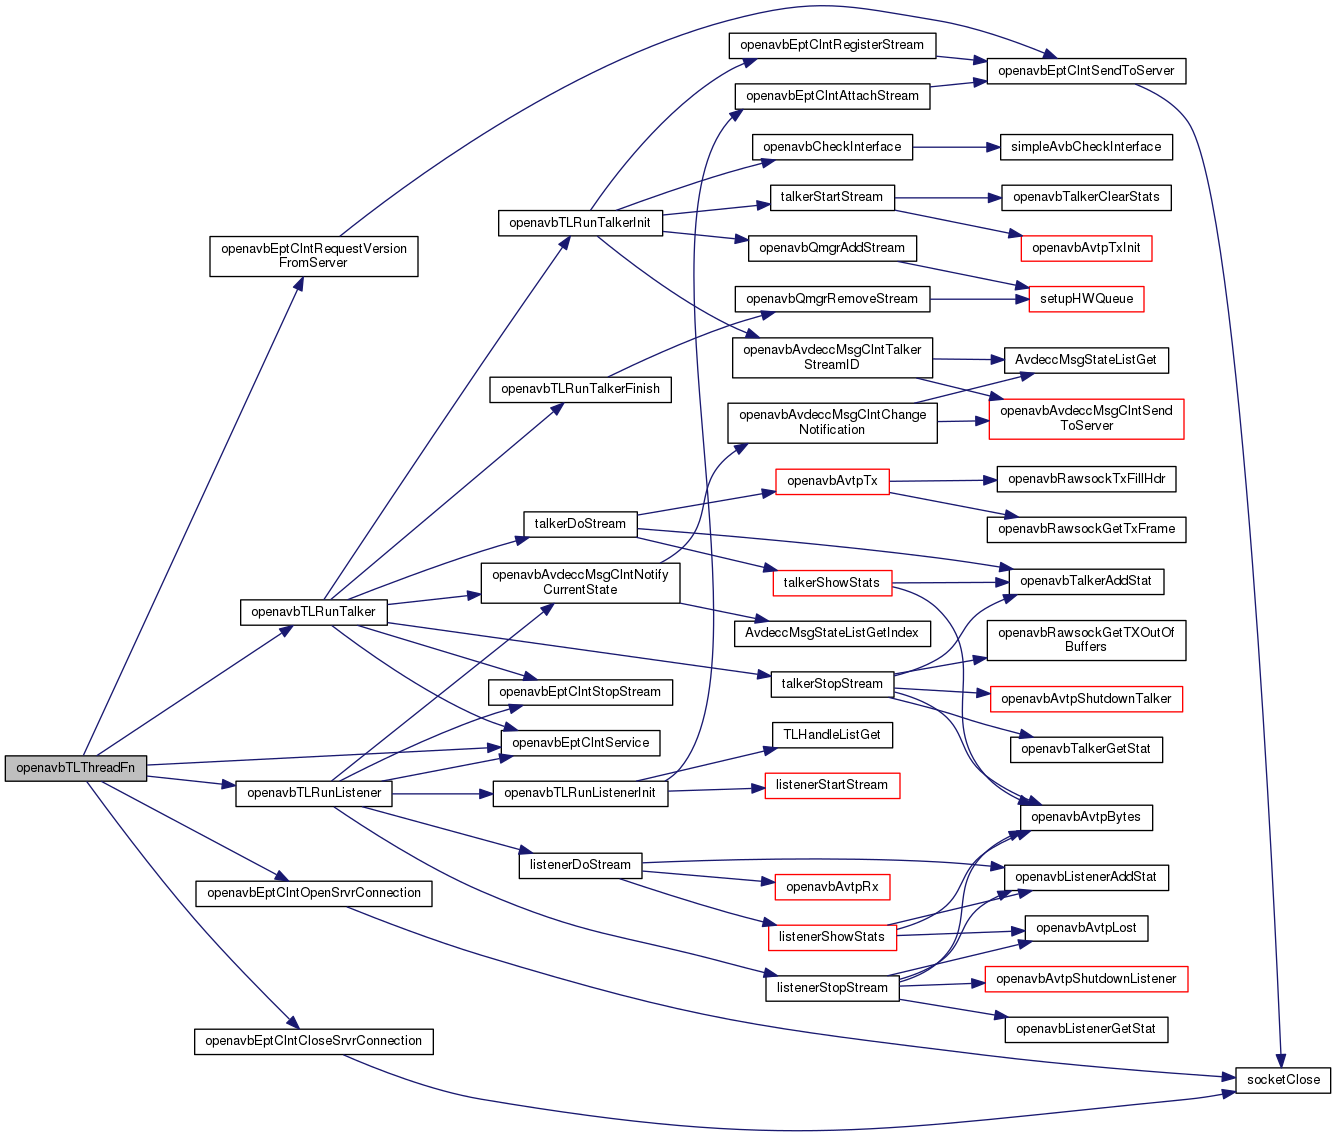 openavbTLThreadFn
openavbEptClntRequestVersion
FromServer
openavbTLRunTalker
openavbTLRunListener
openavbEptClntOpenSrvrConnection
openavbEptClntCloseSrvrConnection
openavbTLRunTalkerInit
openavbTLRunTalkerFinish
talkerDoStream
openavbAvdeccMsgClntNotify
CurrentState
openavbEptClntStopStream
openavbEptClntService
openavbTLRunListenerInit
listenerDoStream
openavbEptClntRegisterStream
openavbEptClntAttachStream
openavbCheckInterface
talkerStartStream
openavbQmgrAddStream
openavbQmgrRemoveStream
openavbAvdeccMsgClntTalker
StreamID
openavbAvdeccMsgClntChange
Notification
openavbAvtpTx
talkerShowStats
AvdeccMsgStateListGetIndex
talkerStopStream
TLHandleListGet
listenerStartStream
openavbAvtpRx
listenerShowStats
listenerStopStream
openavbEptClntSendToServer
simpleAvbCheckInterface
openavbTalkerClearStats
openavbAvtpTxInit
setupHWQueue
AvdeccMsgStateListGet
openavbAvdeccMsgClntSend
ToServer
openavbRawsockTxFillHdr
openavbRawsockGetTxFrame
openavbTalkerAddStat
openavbRawsockGetTXOutOf
Buffers
openavbAvtpShutdownTalker
openavbTalkerGetStat
openavbAvtpBytes
openavbListenerAddStat
openavbAvtpLost
openavbAvtpShutdownListener
openavbListenerGetStat
socketClose